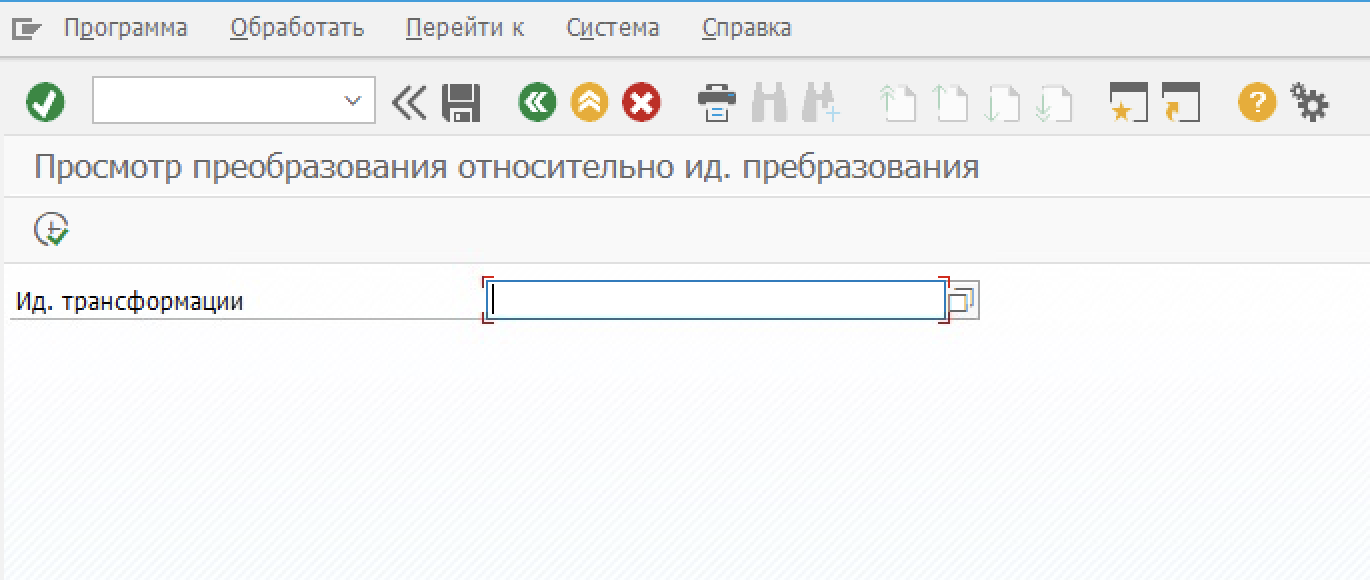 Программа Обработать Перейти к Система Справка
Просмотр преобразования относительно ид. пребразования
Ид. трансформации